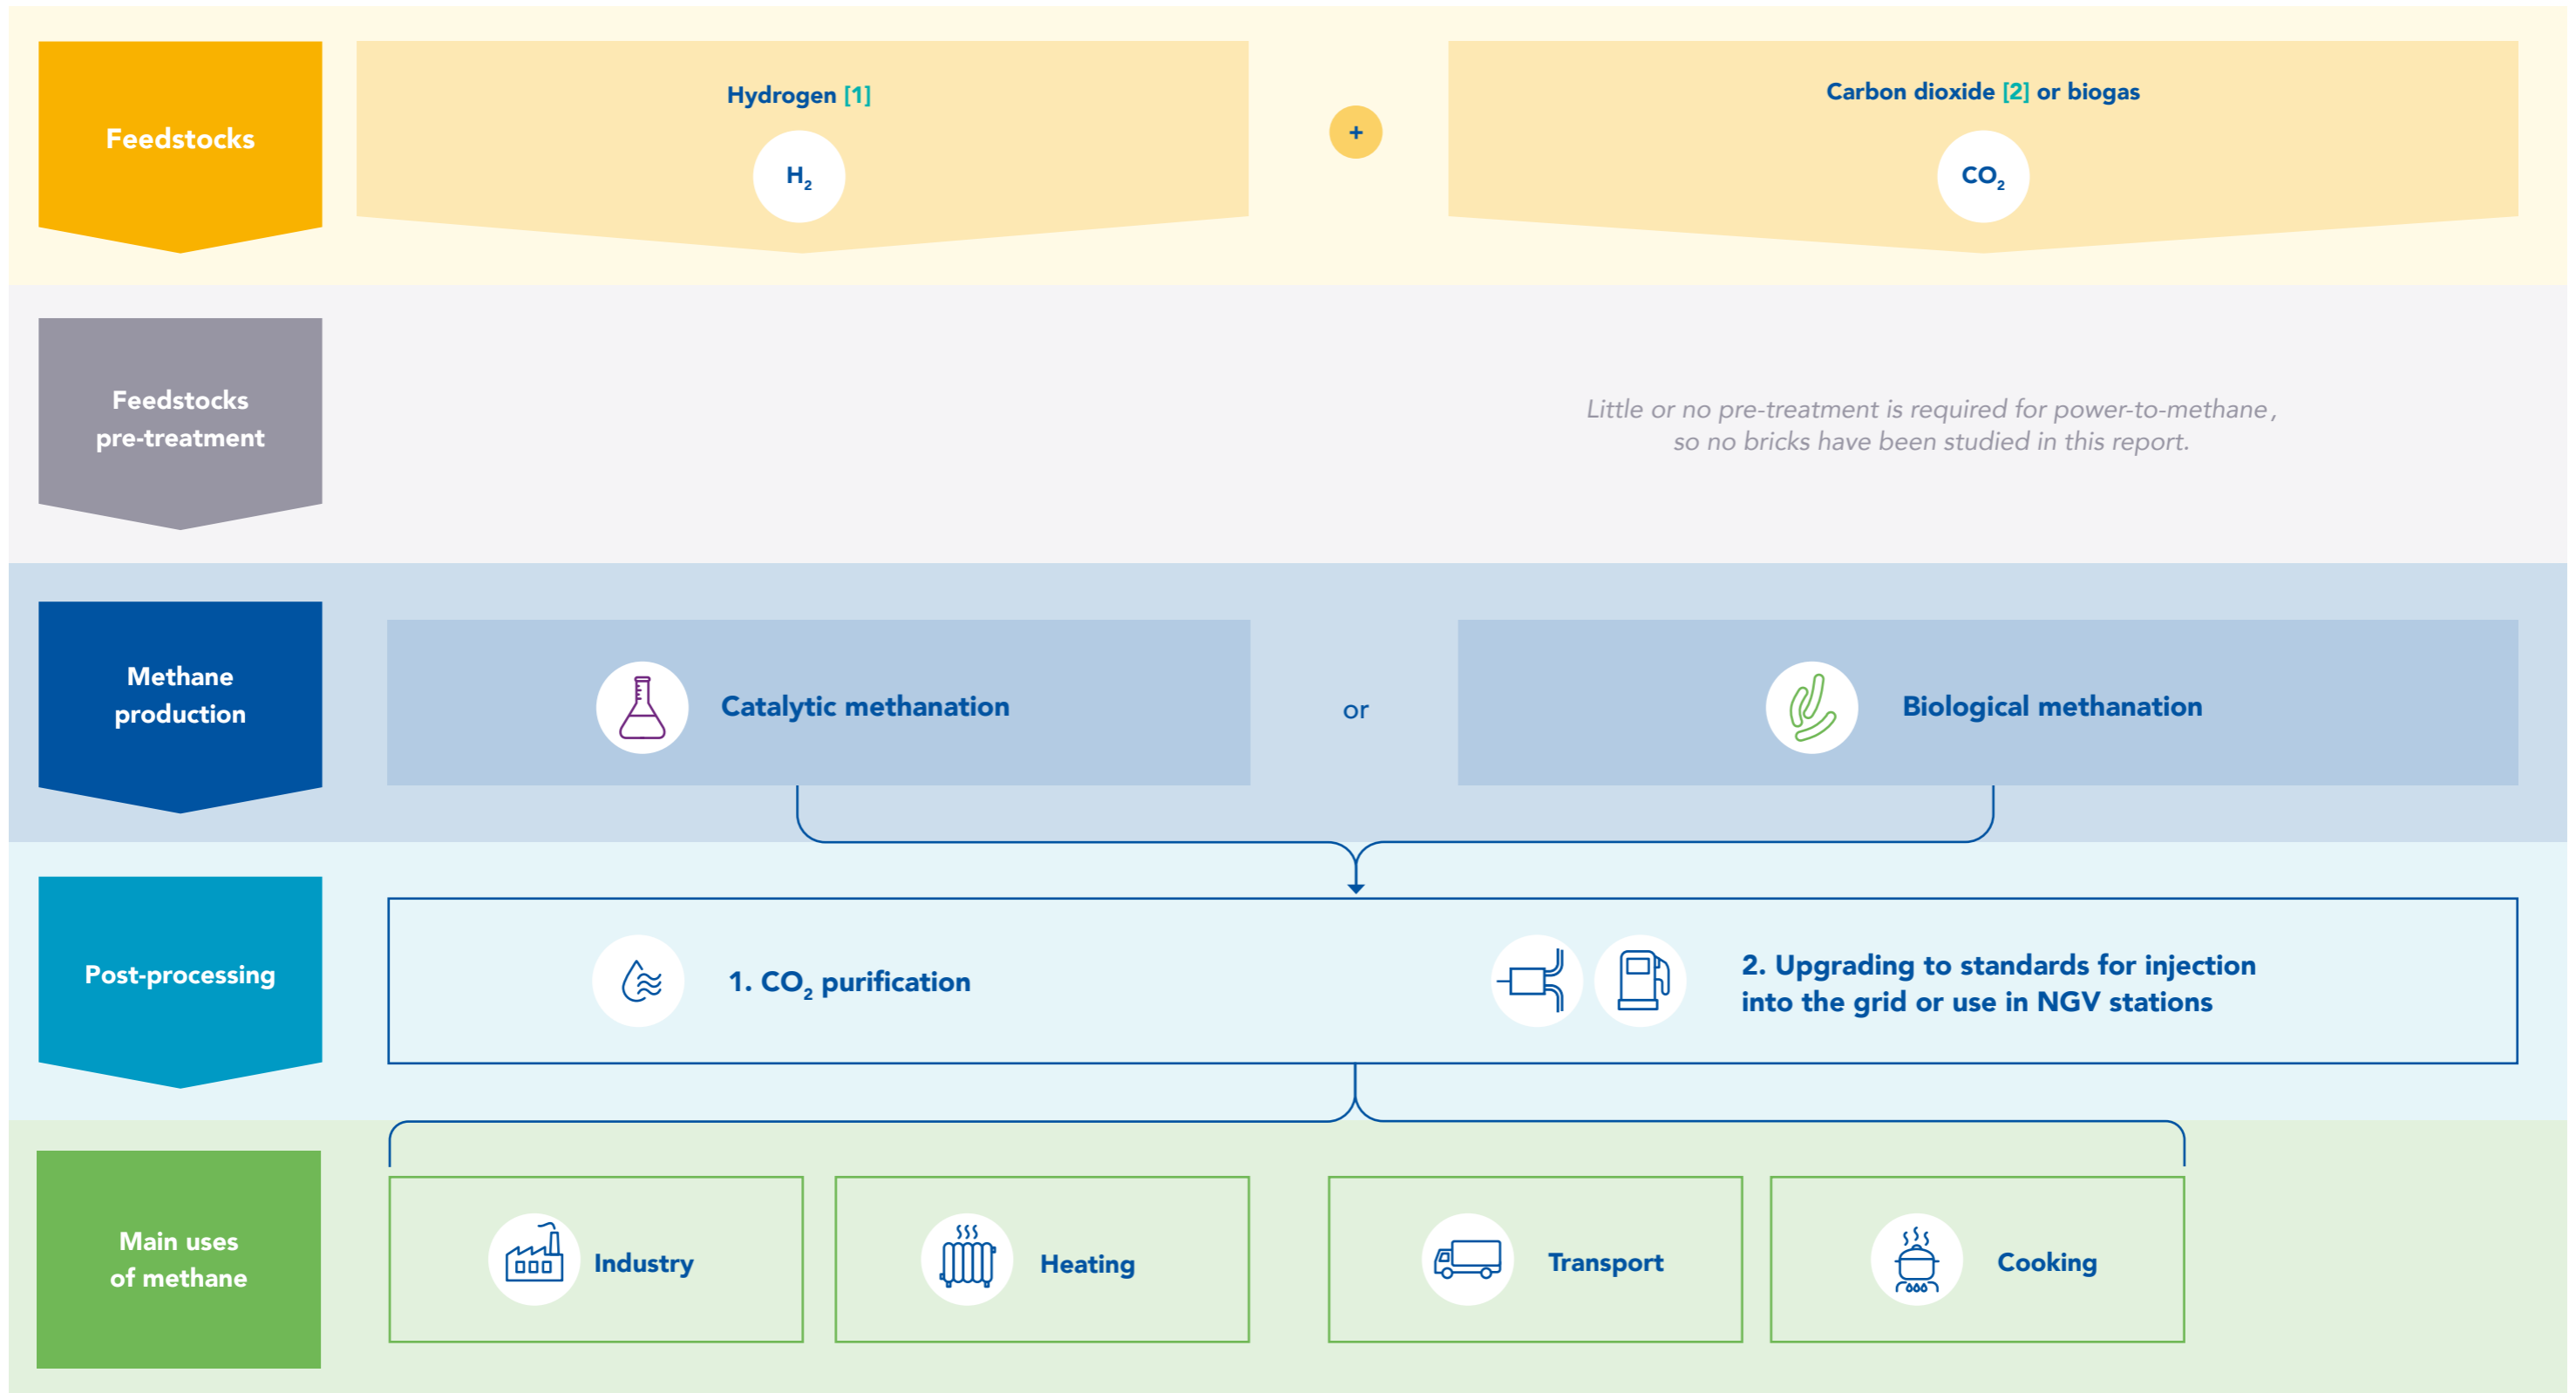 Feedstocks
Hydrogen [1]
H₂
+
Carbon dioxide [2] or biogas
CO₂
Feedstocks
pre-treatment
Little or no pre-treatment is required for power-to-methane,
so no bricks have been studied in this report.
Methane
production
Catalytic methanation
or
Biological methanation
Post-processing
1. CO₂ purification
2. Upgrading to standards for injection
into the grid or use in NGV stations
Main uses
of methane
Industry
Heating
Transport
Cooking